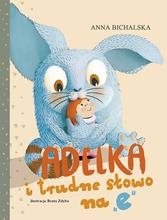 ANNA BICHALSKA
ADELKA
i trudne słowo
na „e”
ilustracje Beata Zdęba